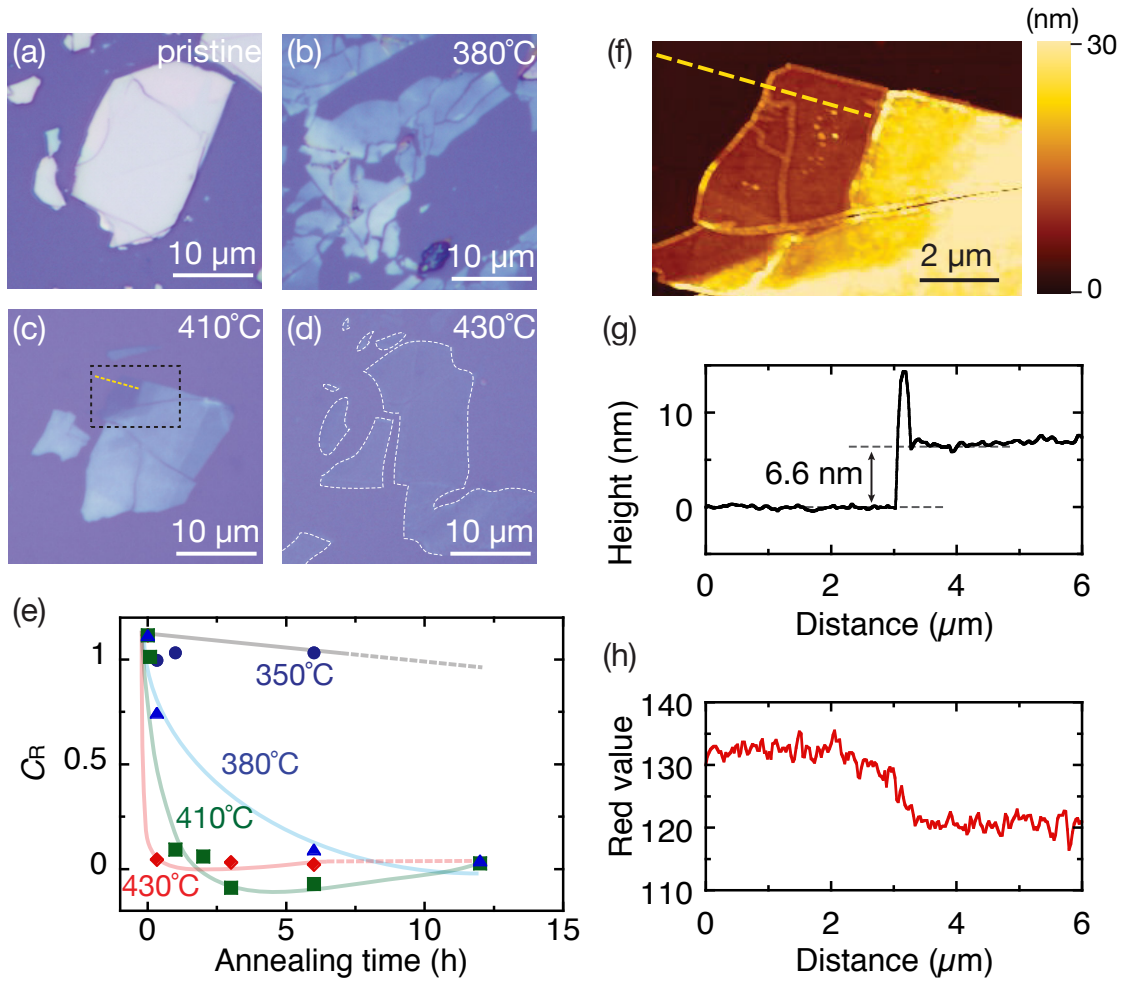 (a)
pristine
10 µm
(b)
380°C
10 µm
(c)
410°C
10 µm
(d)
430°C
10 µm
(e)
1
0.5
0
CR
350°C
380°C
410°C
430°C
0
5
10
15
Annealing time (h)
(f)
(nm)
30
0
2 µm
(g)
10
0
Height (nm)
6.6 nm
0
2
4
6
Distance (µm)
(h)
140
130
120
110
Red value
0
2
4
6
Distance (µm)